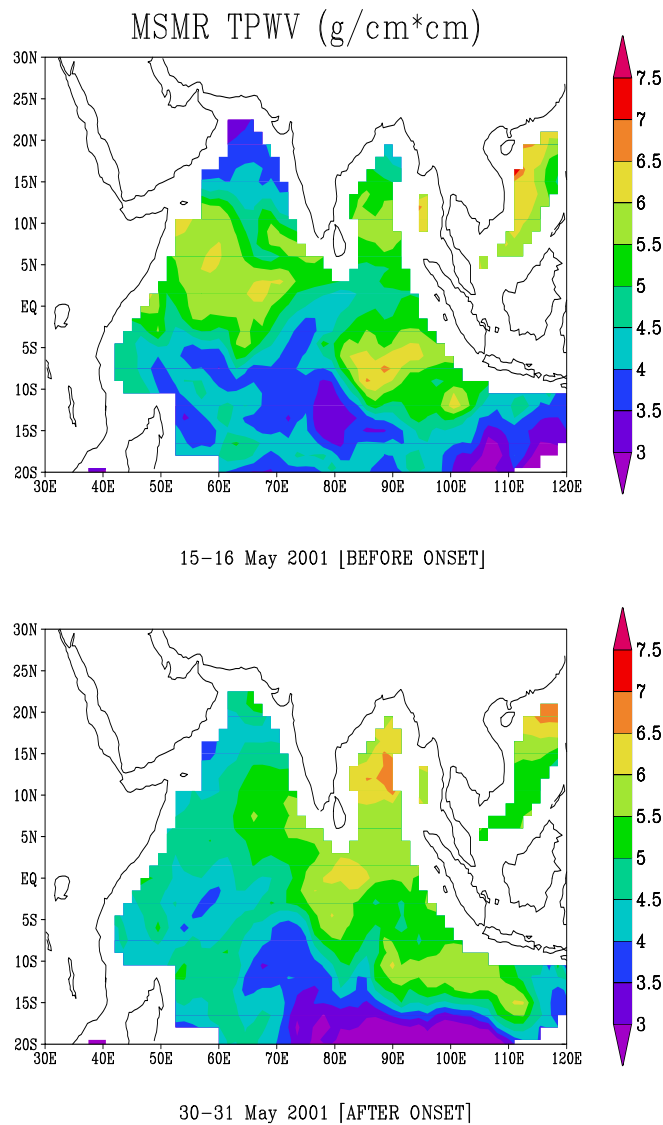 MSMR TPWV (g/cm*cm)
30N
25N
20N
15N
10N
5N
EQ
5S
10S
15S
20S
30E 40E 50E 60E 70E 80E 90E 100E 110E 120E
7.5
7
6.5
6
5.5
5
4.5
4
3.5
3
15-16 May 2001 [BEFORE ONSET]
30N
25N
20N
15N
10N
5N
EQ
5S
10S
15S
20S
30E 40E 50E 60E 70E 80E 90E 100E 110E 120E
7.5
7
6.5
6
5.5
5
4.5
4
3.5
3
30-31 May 2001 [AFTER ONSET]